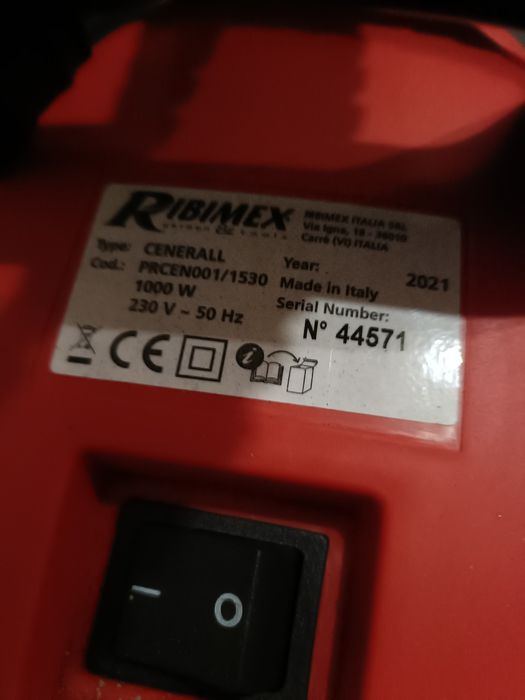 RIBIMEX
GARDEN & TOOLS
RIBIMEX ITALIA SRL
Via Igna, 18 - 36010
Carré (VI) ITALIA
Type: CENERALL
Cod.: PRCEN001/1530
1000 W
230 V ~ 50 Hz
Year: 2021
Made in Italy
Serial Number:
N° 44571
CE
i
I O